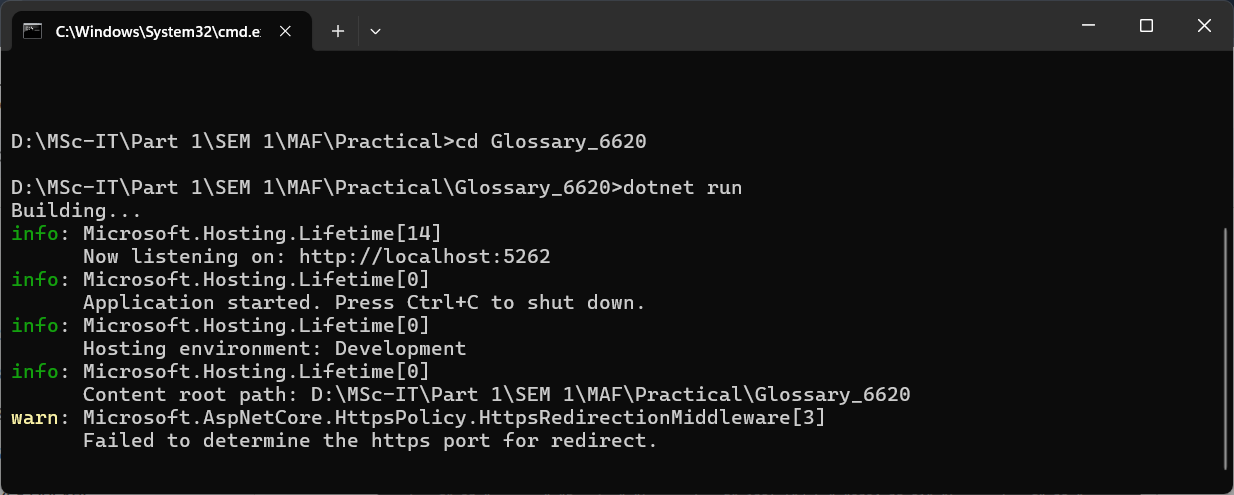 C:\Windows\System32\cmd.e
D:\MSc-IT\Part 1\SEM 1\MAF\Practical>cd Glossary_6620
D:\MSc-IT\Part 1\SEM 1\MAF\Practical\Glossary_6620>dotnet run
Building...
info: Microsoft.Hosting.Lifetime[14]
Now listening on: http://localhost:5262
info: Microsoft.Hosting.Lifetime[0]
Application started. Press Ctrl+C to shut down.
info: Microsoft.Hosting.Lifetime[0]
Hosting environment: Development
info: Microsoft.Hosting.Lifetime[0]
Content root path: D:\MSc-IT\Part 1\SEM 1\MAF\Practical\Glossary_6620
warn: Microsoft.AspNetCore.HttpsPolicy.HttpsRedirectionMiddleware[3]
Failed to determine the https port for redirect.